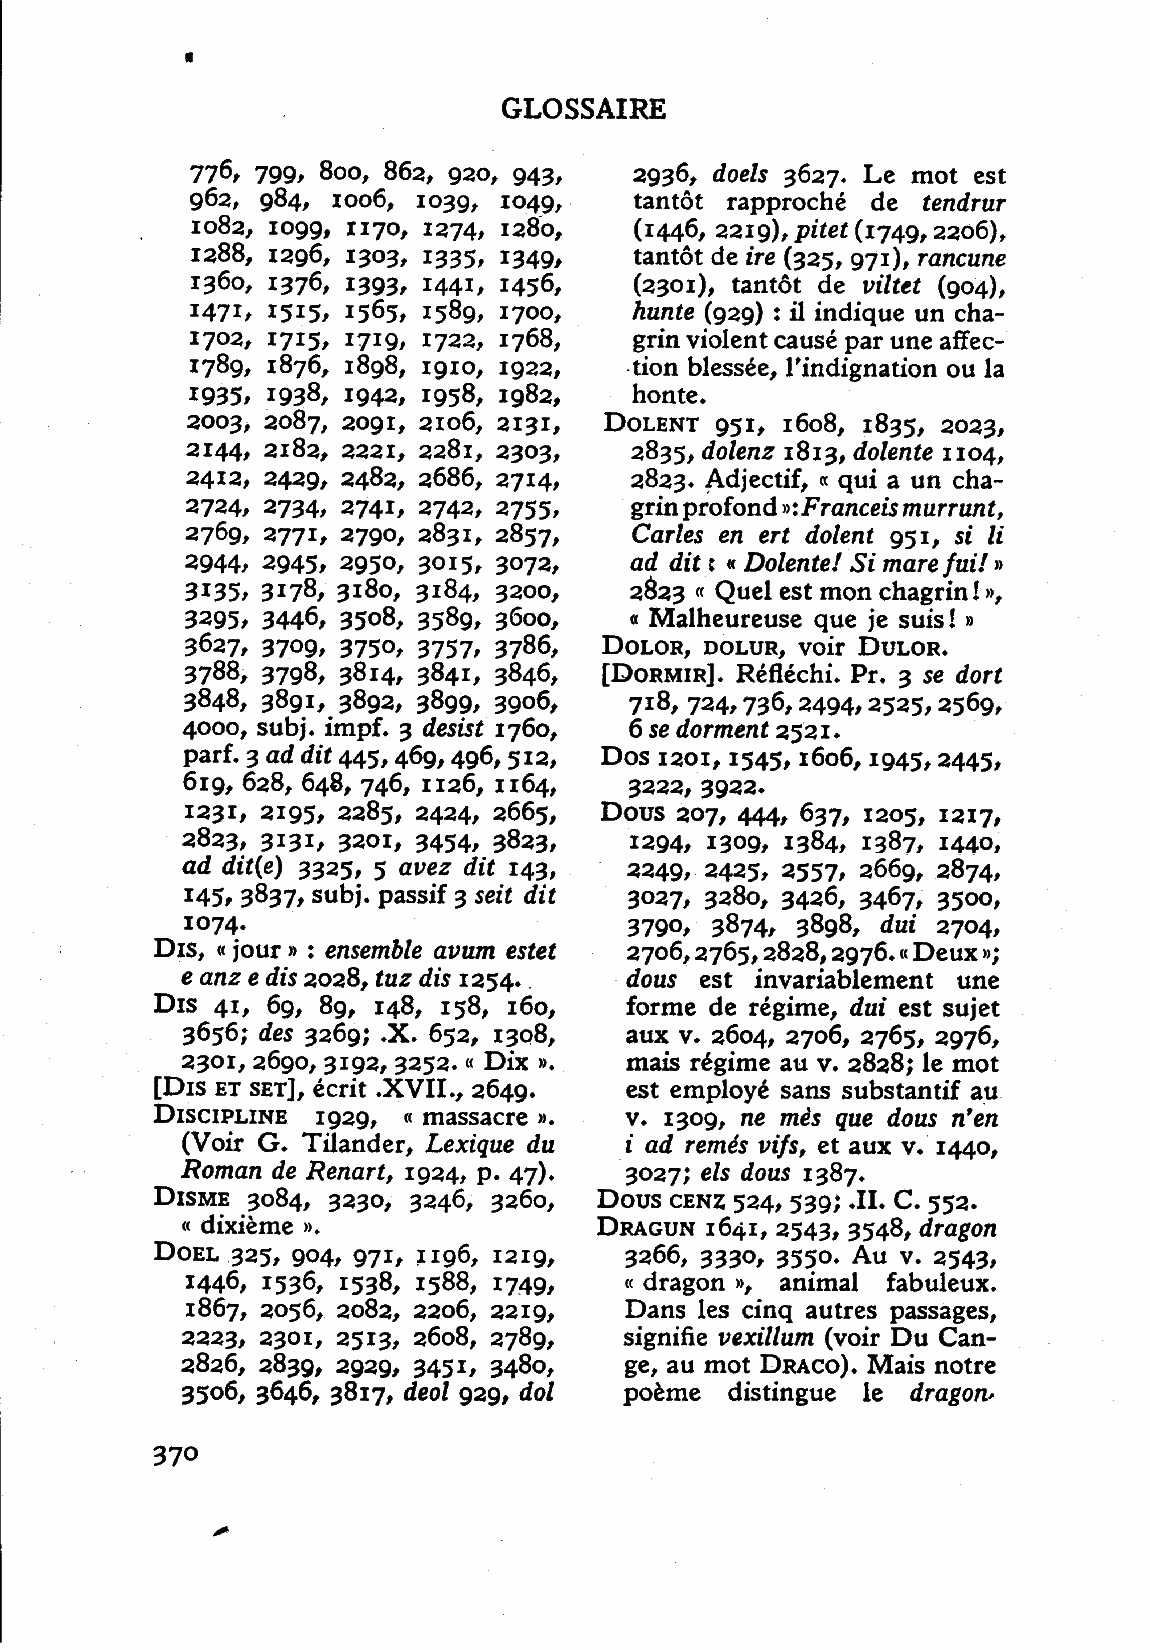 GLOSSAIRE
776, 799, 800, 862, 920, 943,
962, 984, 1006, 1039, 1049,
1082, 1099, 1170, 1274, 1280,
1288, 1296, 1303, 1335, 1349,
1360, 1376, 1393, 1441, 1456,
1471, 1515, 1565, 1589, 1700,
1702, 1715, 1719, 1722, 1768,
1789, 1876, 1898, 1910, 1922,
1935, 1938, 1942, 1958, 1982,
2003, 2087, 2091, 2106, 2131,
2144, 2182, 2221, 2281, 2303,
2412, 2429, 2482, 2686, 2714,
2724, 2734, 2741, 2742, 2755,
2769, 2771, 2790, 2831, 2857,
2944, 2945, 2950, 3015, 3072,
3135, 3178, 3180, 3184, 3200,
3295, 3446, 3508, 3589, 3600,
3627, 3709, 3750, 3757, 3786,
3788, 3798, 3814, 3841, 3846,
3848, 3891, 3892, 3899, 3906,
4000, subj. impf. 3 desist 1760,
parf. 3 ad dit 445, 469, 496, 512,
619, 628, 648, 746, 1126, 1164,
1231, 2195, 2285, 2424, 2665,
2823, 3131, 3201, 3454, 3823,
ad dit(e) 3325, 5 avez dit 143,
145, 3837, subj. passif 3 seit dit
1074.
DIS, « jour » : ensemble avum estet
e anz e dis 2028, tuz dis 1254.
DIS 41, 69, 89, 148, 158, 160,
3656; des 3269; .X. 652, 1308,
2301, 2690, 3192, 3252. « Dix ».
[DIS ET SET], écrit .XVII., 2649.
DISCIPLINE 1929, « massacre ».
(Voir G. Tilander, Lexique du
Roman de Renart, 1924, p. 47).
DISME 3084, 3230, 3246, 3260,
« dixième ».
DOEL 325, 904, 971, 1196, 1219,
1446, 1536, 1538, 1588, 1749,
1867, 2056, 2082, 2206, 2219,
2223, 2301, 2513, 2608, 2789,
2826, 2839, 2929, 3451, 3480,
3506, 3646, 3817, deol 929, dol
2936, doels 3627. Le mot est
tantôt rapproché de tendrur
(1446, 2219), pitet (1749, 2206),
tantôt de ire (325, 971), rancune
(2301), tantôt de viltet (904),
hunte (929) : il indique un cha-
grin violent causé par une affec-
tion blessée, l'indignation ou la
honte.
DOLENT 951, 1608, 1835, 2023,
2835, dolenz 1813, dolente 1104,
2823. Adjectif, « qui a un cha-
grin profond »: Franceis murrunt,
Carles en ert dolent 951, si li
ad dit : « Dolente! Si mare fui! »
2823 « Quel est mon chagrin ! »,
« Malheureuse que je suis! »
DOLOR, DOLUR, voir DULOR.
[DORMIR]. Réfléchi. Pr. 3 se dort
718, 724, 736, 2494, 2525, 2569,
6 se dorment 2521.
DOS 1201, 1545, 1606, 1945, 2445,
3222, 3922.
DOUS 207, 444, 637, 1205, 1217,
1294, 1309, 1384, 1387, 1440,
2249, 2425, 2557, 2669, 2874,
3027, 3280, 3426, 3467, 3500,
3790, 3874, 3898, dui 2704,
2706, 2765, 2828, 2976. « Deux »;
dous est invariablement une
forme de régime, dui est sujet
aux v. 2604, 2706, 2765, 2976,
mais régime au v. 2828; le mot
est employé sans substantif au
v. 1309, ne mès que dous n'en
i ad remés vifs, et aux v. 1440,
3027; els dous 1387.
DOUS CENZ 524, 539; .II. C. 552.
DRAGUN 1641, 2543, 3548, dragon
3266, 3330, 3550. Au v. 2543,
« dragon », animal fabuleux.
Dans les cinq autres passages,
signifie vexillum (voir Du Can-
ge, au mot DRACO). Mais notre
poème distingue le dragon,
370